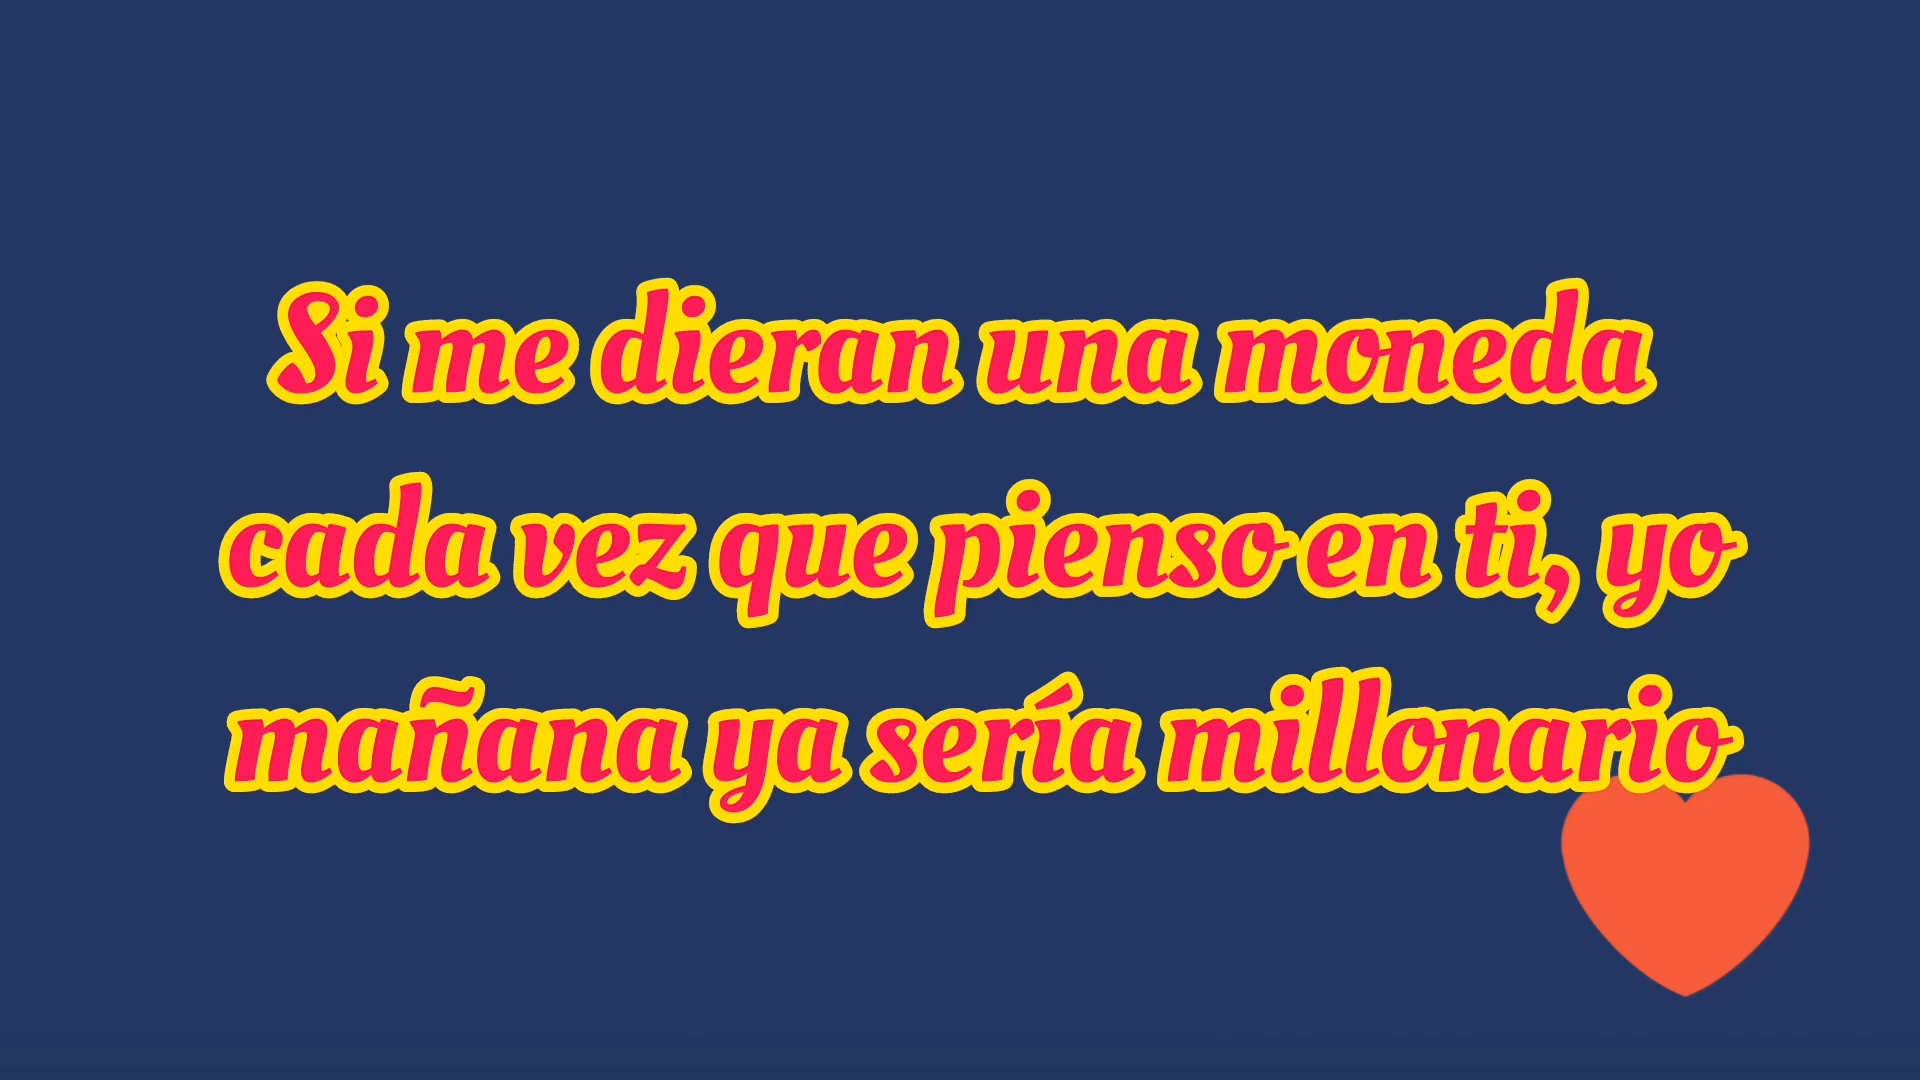 Si me dieran una moneda
cada vez que pienso en ti, yo
mañana ya sería millonario